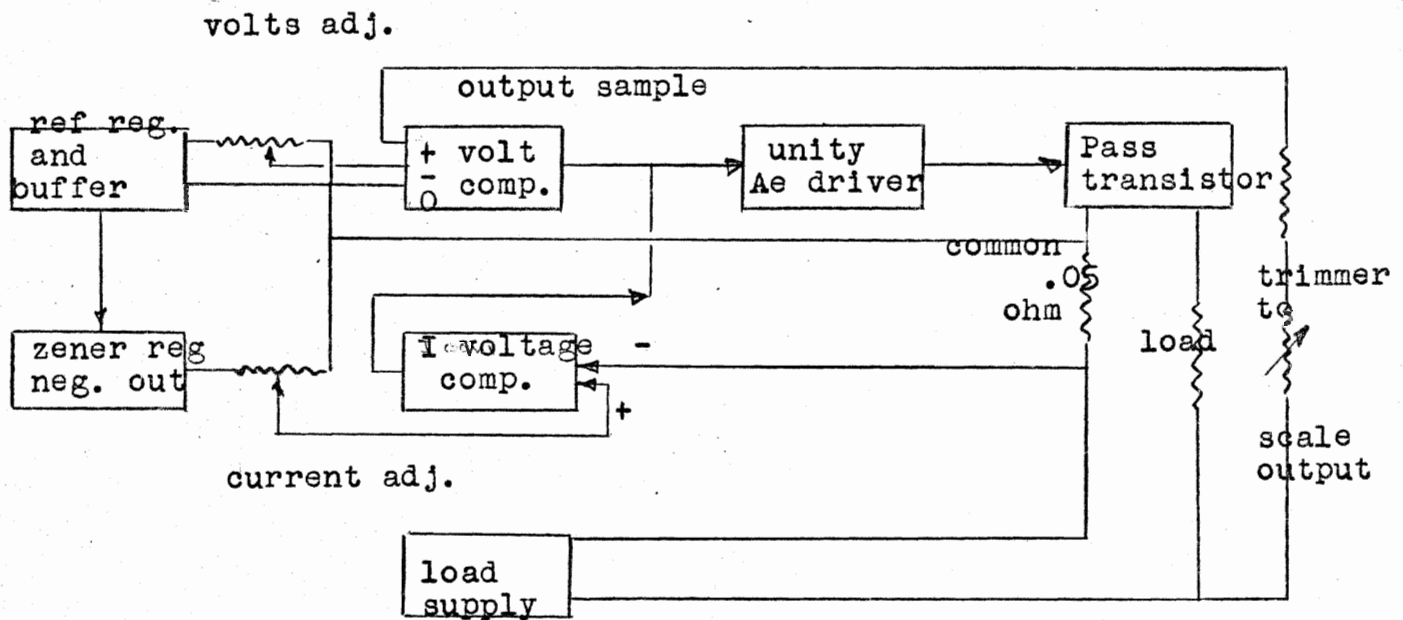 volts adj.
output sample
ref reg.
and
buffer
+ volt
- comp.
0
unity
Ae driver
Pass
transistor
common
.05
ohm
trimmer
to
load
zener reg
neg. out
I voltage
comp.
-
+
scale
output
current adj.
load
supply